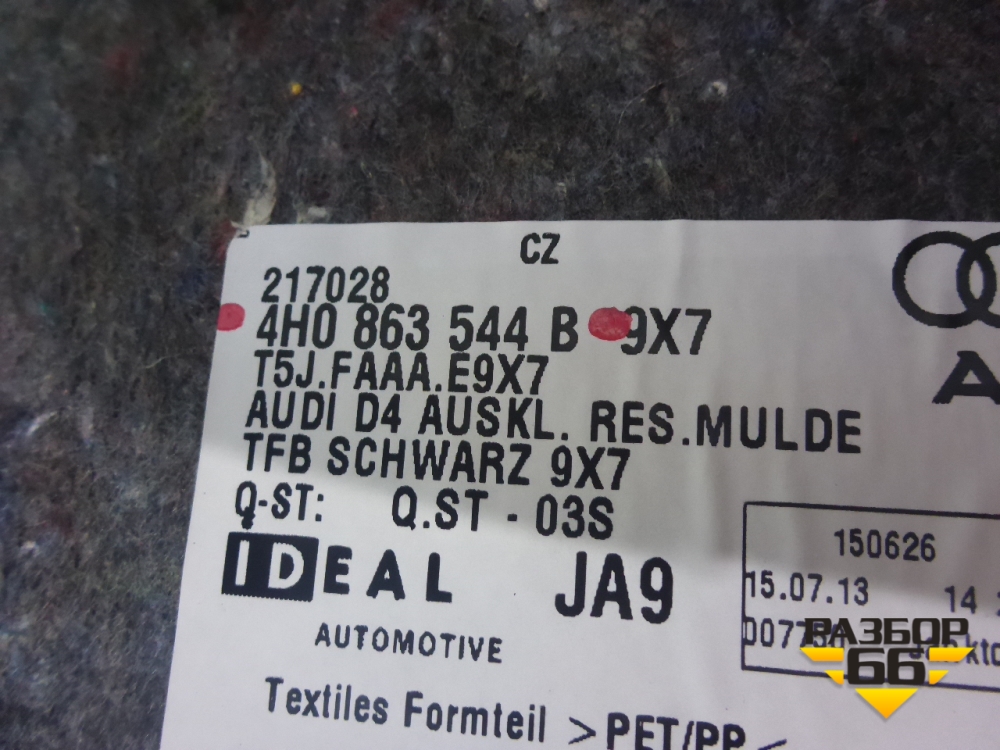 CZ
217028
4H0 863 544 B 9X7
T5J.FAAA.E9X7
AUDI D4 AUSKL. RES.MULDE
TFB SCHWARZ 9X7
Q-ST: Q.ST - 03S
IDEAL JA9
AUTOMOTIVE
150626
15.07.13 14
РАЗБОР
66
Textiles Formteil >PET/PP<